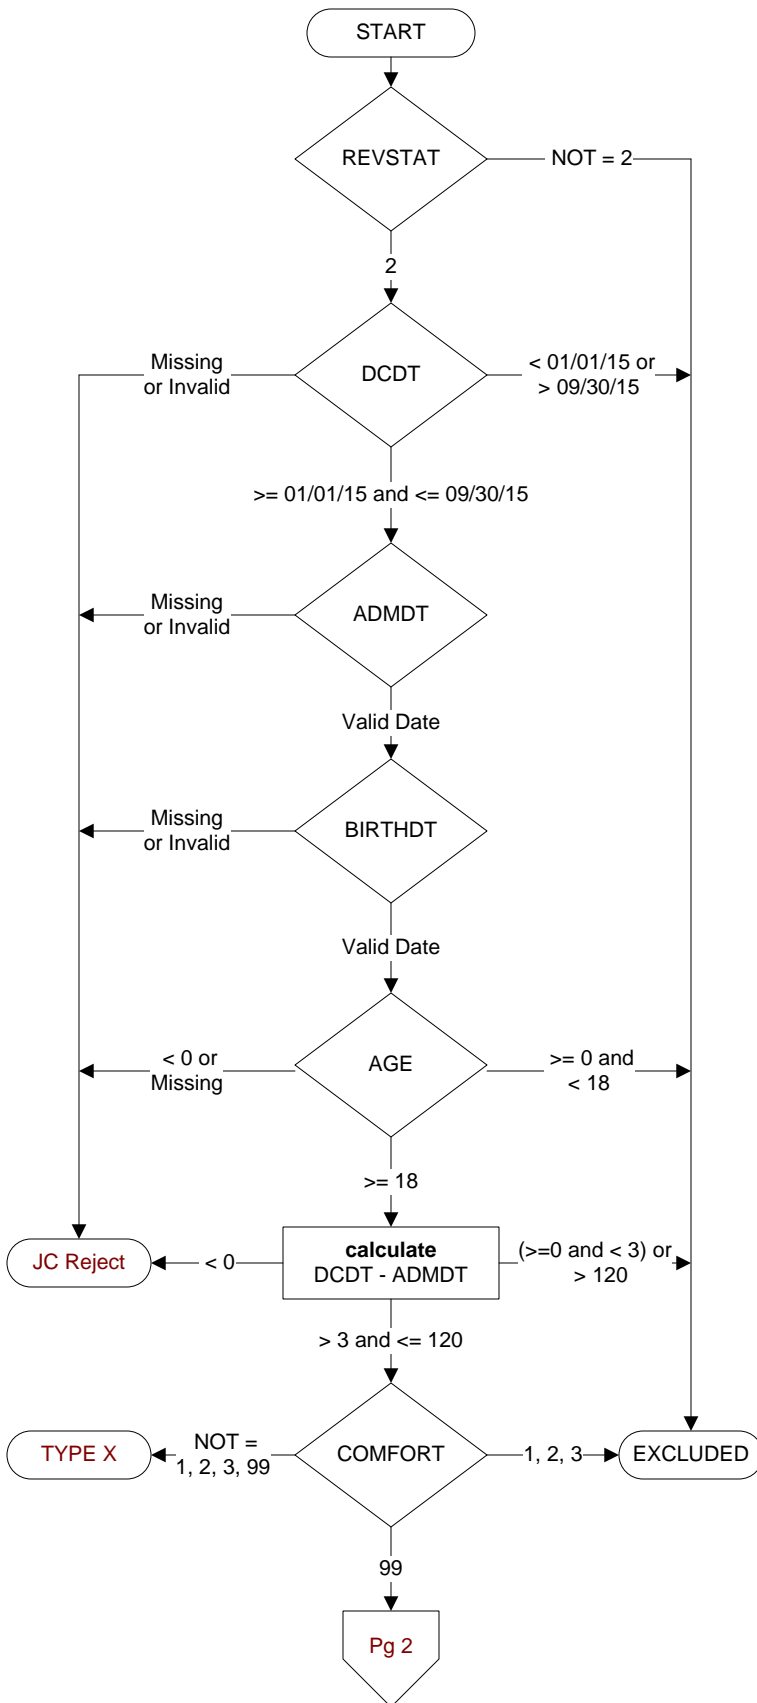 START
REVSTAT
NOT = 2
2
Missing
or Invalid
DCDT
< 01/01/15 or
> 09/30/15
>= 01/01/15 and <= 09/30/15
Missing
or Invalid
ADMDT
Valid Date
Missing
or Invalid
BIRTHDT
Valid Date
< 0 or
Missing
AGE
>= 0 and
< 18
>= 18
JC Reject
< 0
calculate
DCDT - ADMDT
(>=0 and < 3) or
> 120
> 3 and <= 120
TYPE X
NOT =
1, 2, 3, 99
COMFORT
1, 2, 3
EXCLUDED
99
Pg 2